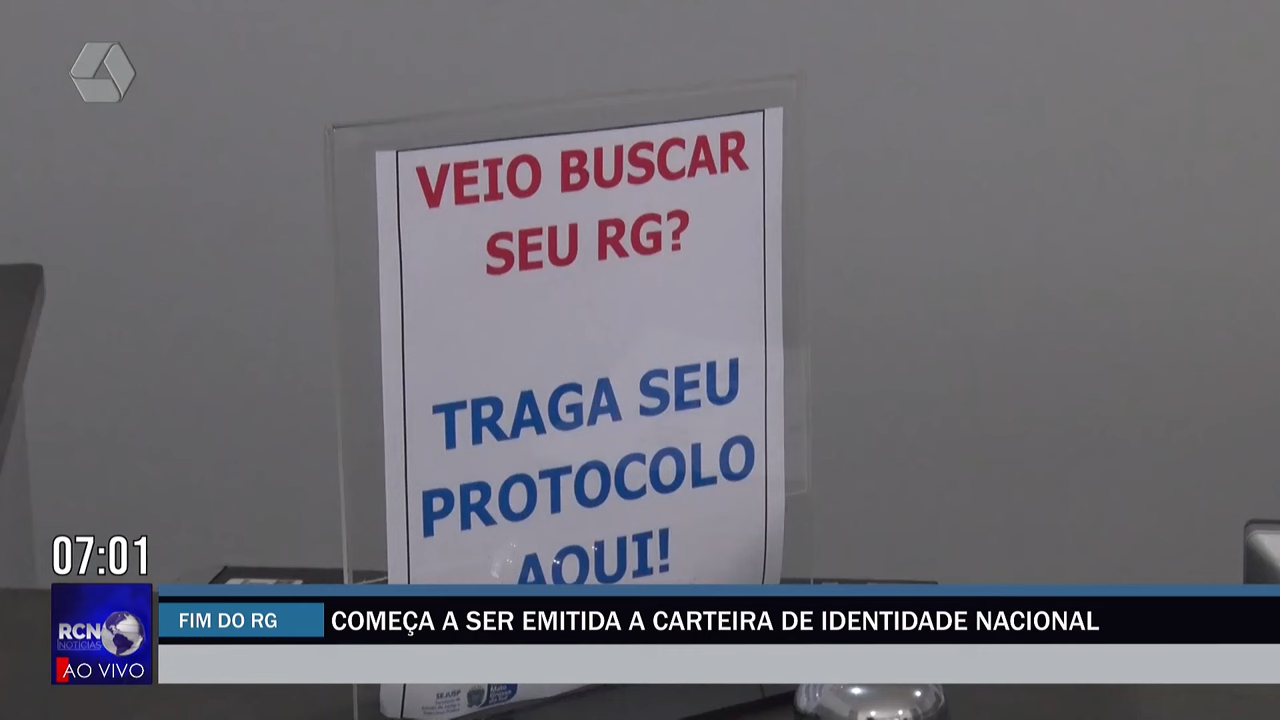 VEIO BUSCAR
SEU RG?
TRAGA SEU
PROTOCOLO
AQUI!
07:01
RCN
NOTÍCIAS
AO VIVO
FIM DO RG
COMEÇA A SER EMITIDA A CARTEIRA DE IDENTIDADE NACIONAL
SEJUSP